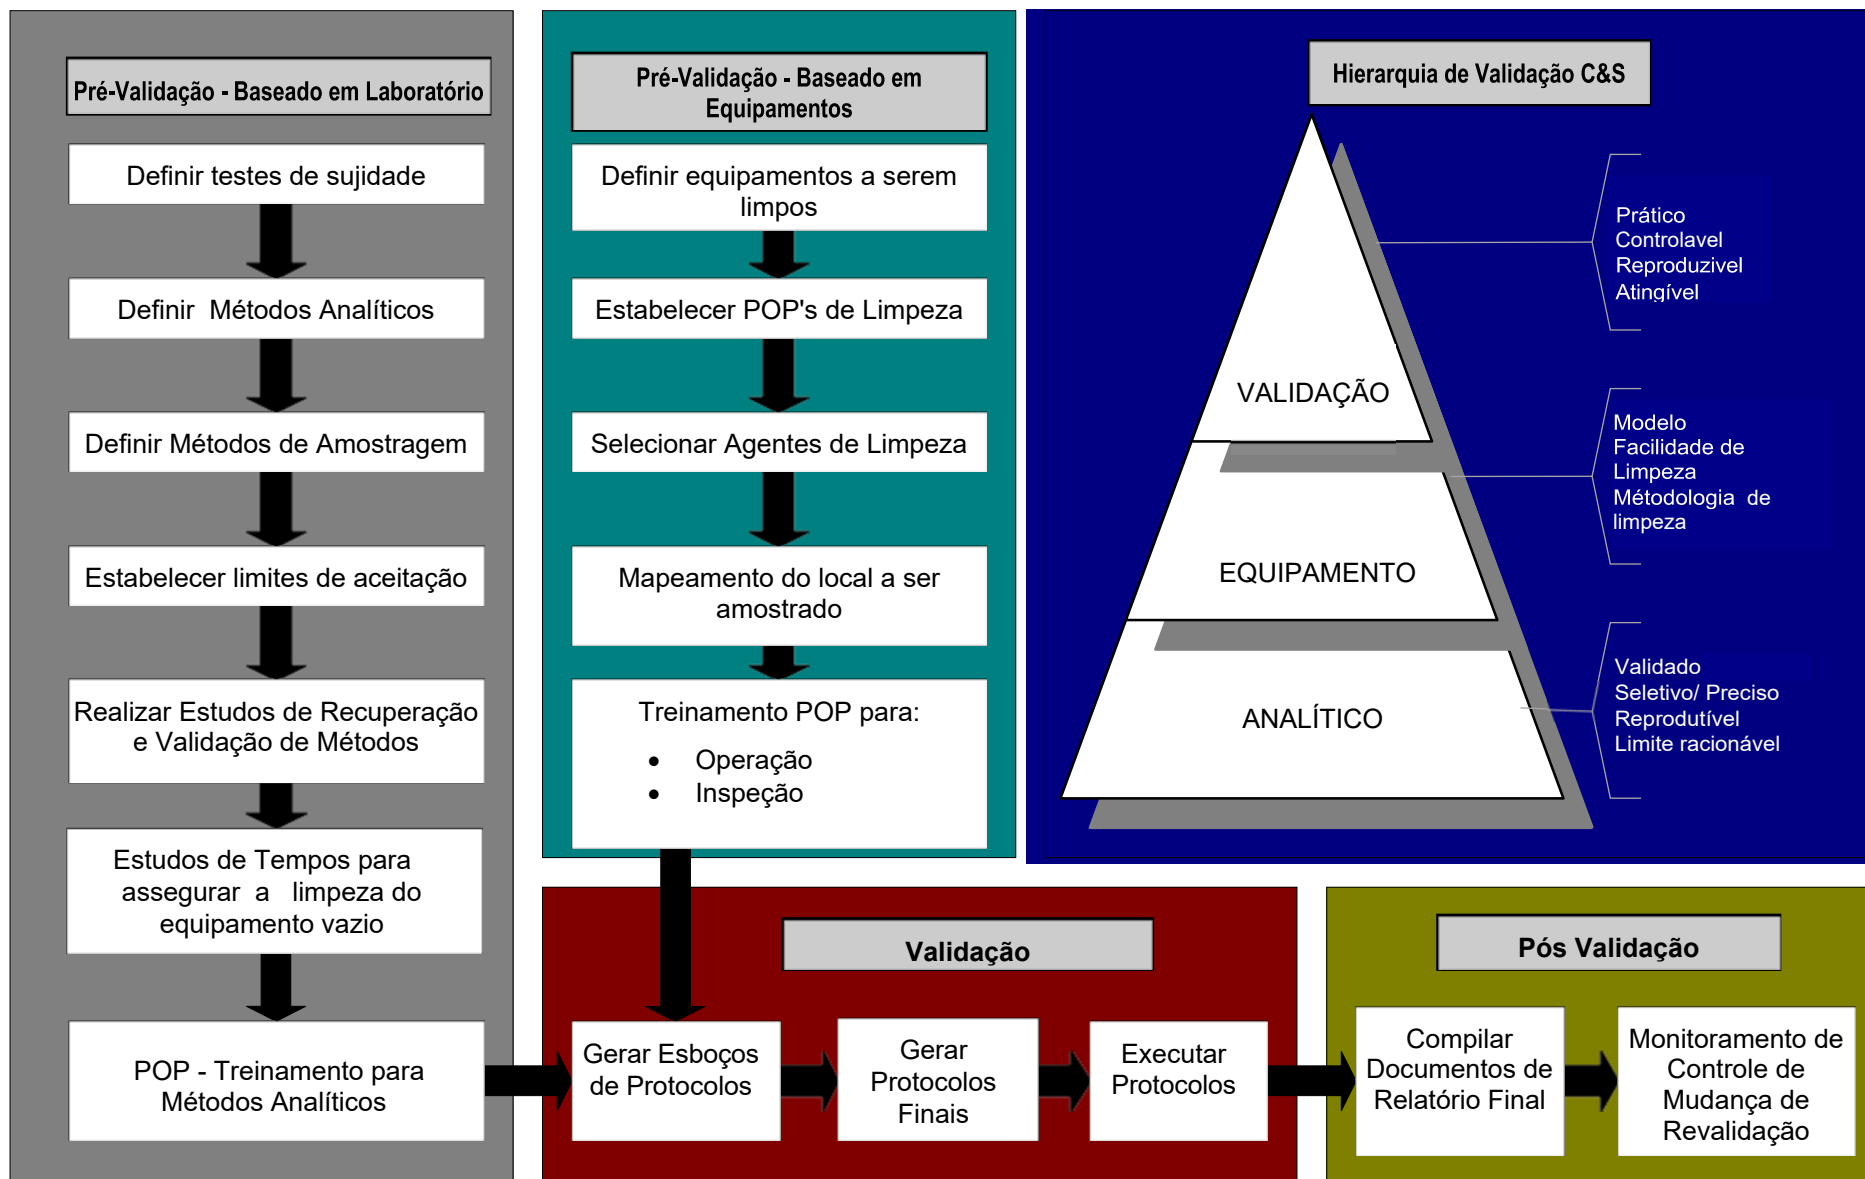 Pré-Validação - Baseado em Laboratório
Definir testes de sujidade
Definir Métodos Analíticos
Definir Métodos de Amostragem
Estabelecer limites de aceitação
Realizar Estudos de Recuperação
e Validação de Métodos
Estudos de Tempos para
assegurar a limpeza do
equipamento vazio
POP - Treinamento para
Métodos Analíticos
Pré-Validação - Baseado em
Equipamentos
Definir equipamentos a serem
limpos
Estabelecer POP's de Limpeza
Selecionar Agentes de Limpeza
Mapeamento do local a ser
amostrado
Treinamento POP para:
• Operação
• Inspeção
Hierarquia de Validação C&S
VALIDAÇÃO
Prático
Controlavel
Reproduzivel
Atingível
EQUIPAMENTO
Modelo
Facilidade de
Limpeza
Métodologia de
limpeza
ANALÍTICO
Validado
Seletivo/ Preciso
Reprodutível
Limite racionável
Validação
Gerar Esboços
de Protocolos
Gerar
Protocolos
Finais
Executar
Protocolos
Pós Validação
Compilar
Documentos de
Relatório Final
Monitoramento de
Controle de
Mudança de
Revalidação